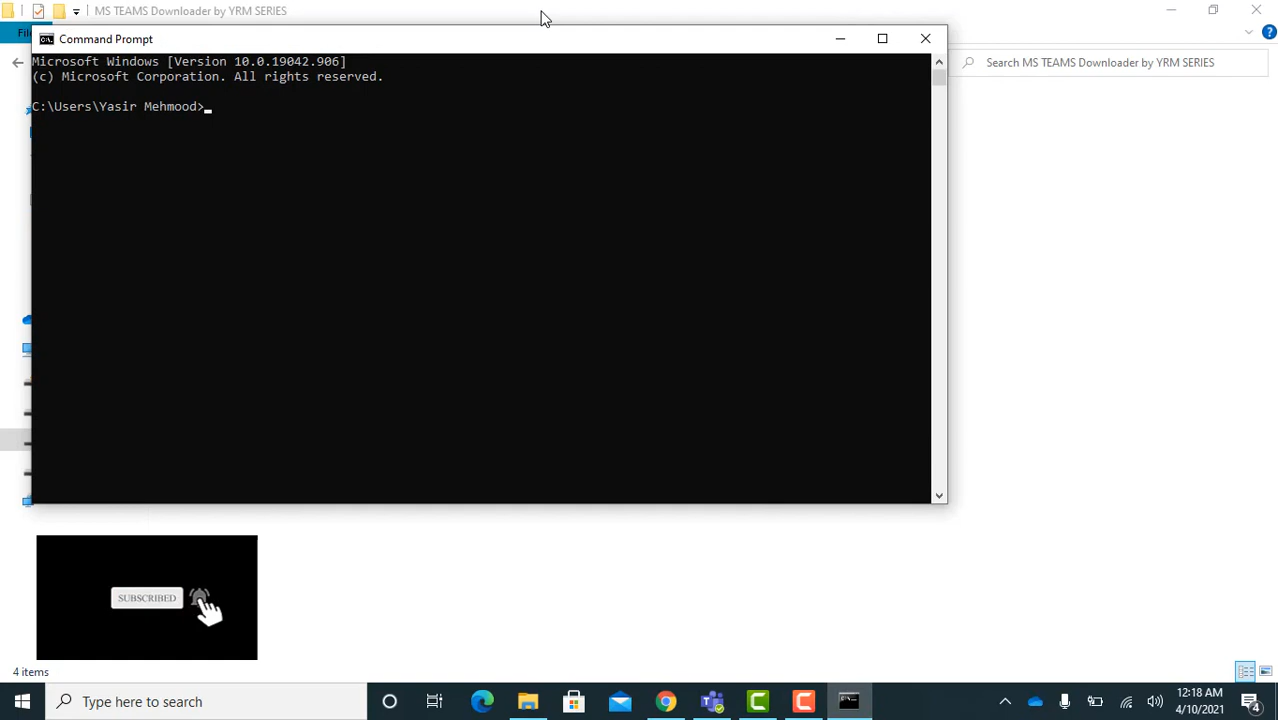 MS TEAMS Downloader by YRM SERIES
Command Prompt
Search MS TEAMS Downloader by YRM SERIES
Microsoft Windows [Version 10.0.19042.906]
(c) Microsoft Corporation. All rights reserved.
C:\Users\Yasir Mehmood>
SUBSCRIBED
4 items
Type here to search
12:18 AM
4/10/2021
4